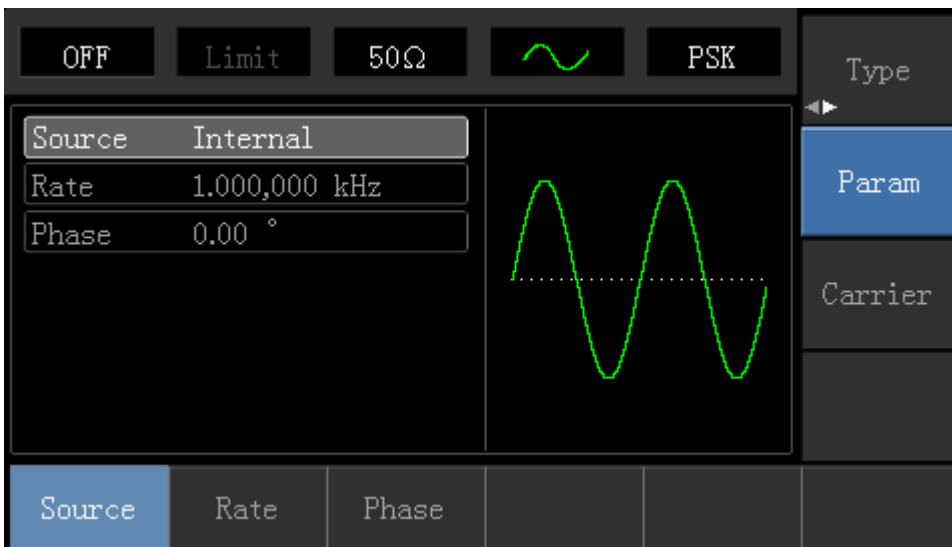 OFF Limit 50Ω PSK
Type
Source Internal
Rate 1.000,000 kHz
Phase 0.00 °
Param
Carrier
Source Rate Phase